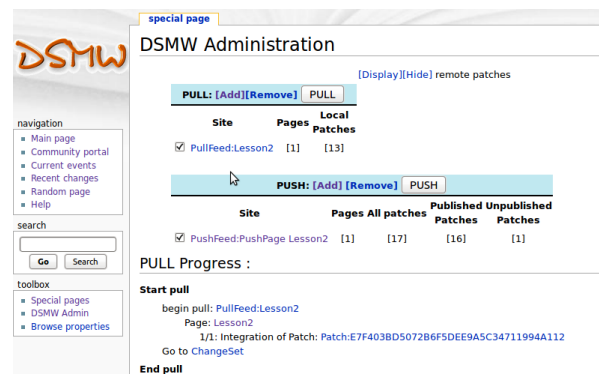 special page
DSMW
DSMW Administration
[Display][Hide] remote patches
PULL: [Add][Remove] PULL
Site Pages Local Patches
PullFeed:Lesson2 [1] [13]
PUSH: [Add] [Remove] PUSH
Site Pages All patches Published Patches Unpublished Patches
PushFeed:PushPage Lesson2 [1] [17] [16] [1]
navigation
Main page
Community portal
Current events
Recent changes
Random page
Help
search
Go Search
toolbox
Special pages
DSMW Admin
Browse properties
PULL Progress :
Start pull
begin pull: PullFeed:Lesson2
Page: Lesson2
1/1: Integration of Patch: Patch:E7F403BD5072B6F5DEE9A5C34711994A112
Go to ChangeSet
End pull